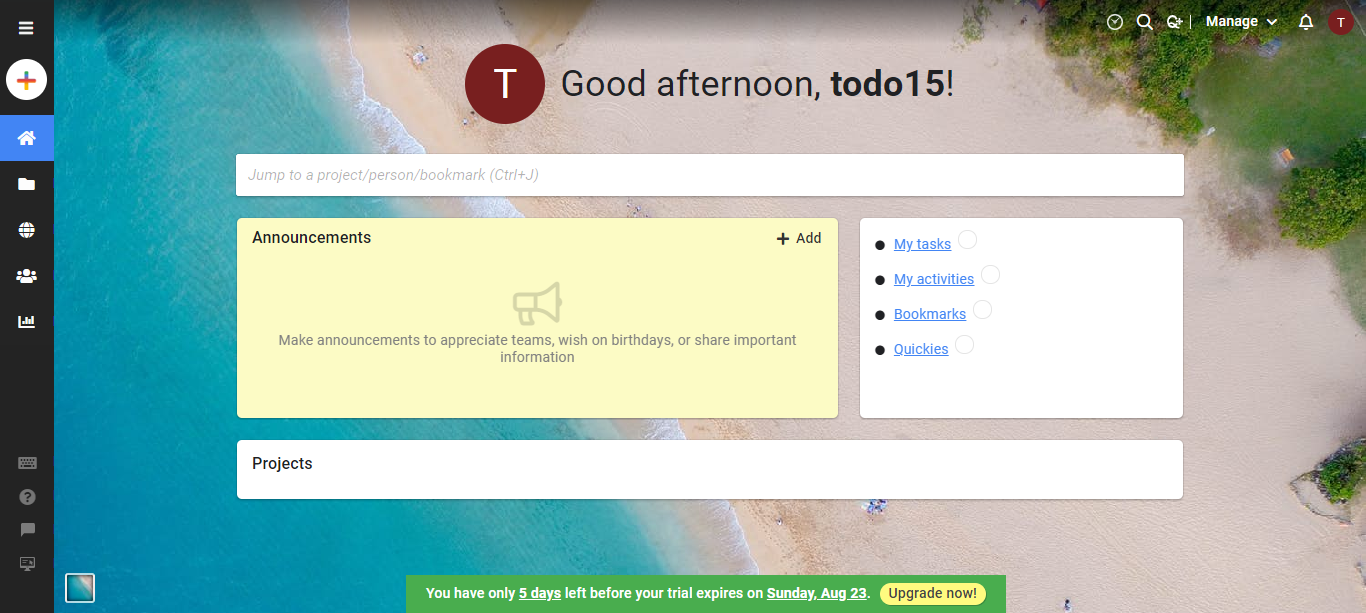 Manage
T
T
Good afternoon, todo15!
Jump to a project/person/bookmark (Ctrl+J)
Announcements
Add
Make announcements to appreciate teams, wish on birthdays, or share important
information
My tasks
My activities
Bookmarks
Quickies
Projects
You have only 5 days left before your trial expires on Sunday, Aug 23. Upgrade now!